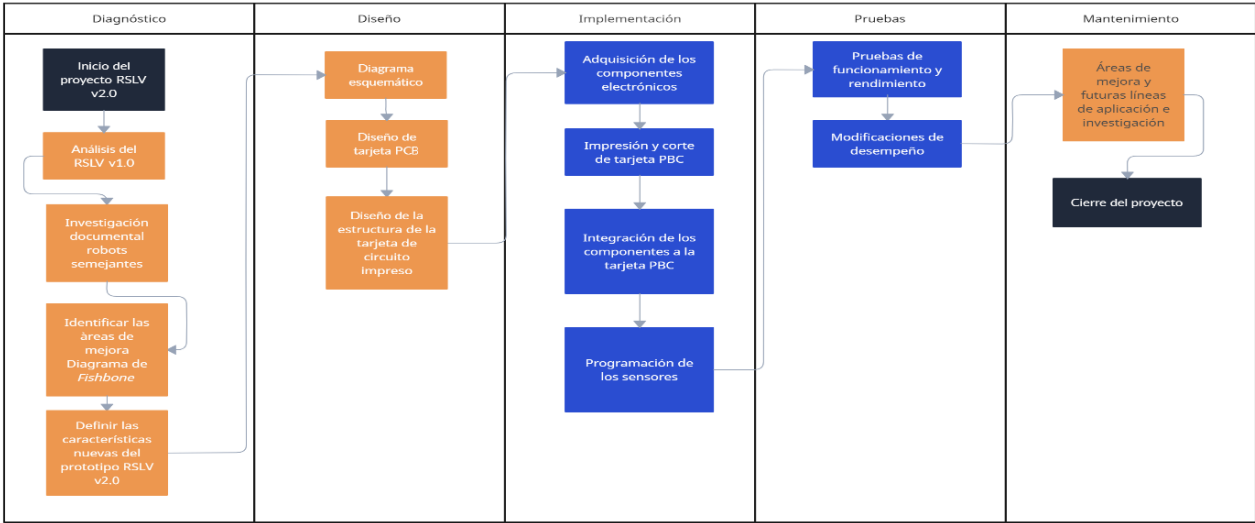 Diagnóstico
Diseño
Implementación
Pruebas
Mantenimiento
Inicio del
proyecto RSLV
v2.0
Análisis del
RSLV v1.0
Investigación
documental
robots
semejantes
Identificar las
àreas de
mejora
Diagrama de
Fishbone
Definir las
características
nuevas del
prototipo RSLV
v2.0
Diagrama
esquemático
Diseño de
tarjeta PCB
Diseño de la
estructura de la
tarjeta de
circuito
impreso
Adquisición de los
componentes
electrónicos
Impresión y corte
de tarjeta PBC
Integración de los
componentes a la
tarjeta PBC
Programación de
los sensores
Pruebas de
funcionamiento y
rendimiento
Modificaciones de
desempeño
Áreas de
mejora y
futuras líneas
de aplicación e
investigación
Cierre del proyecto